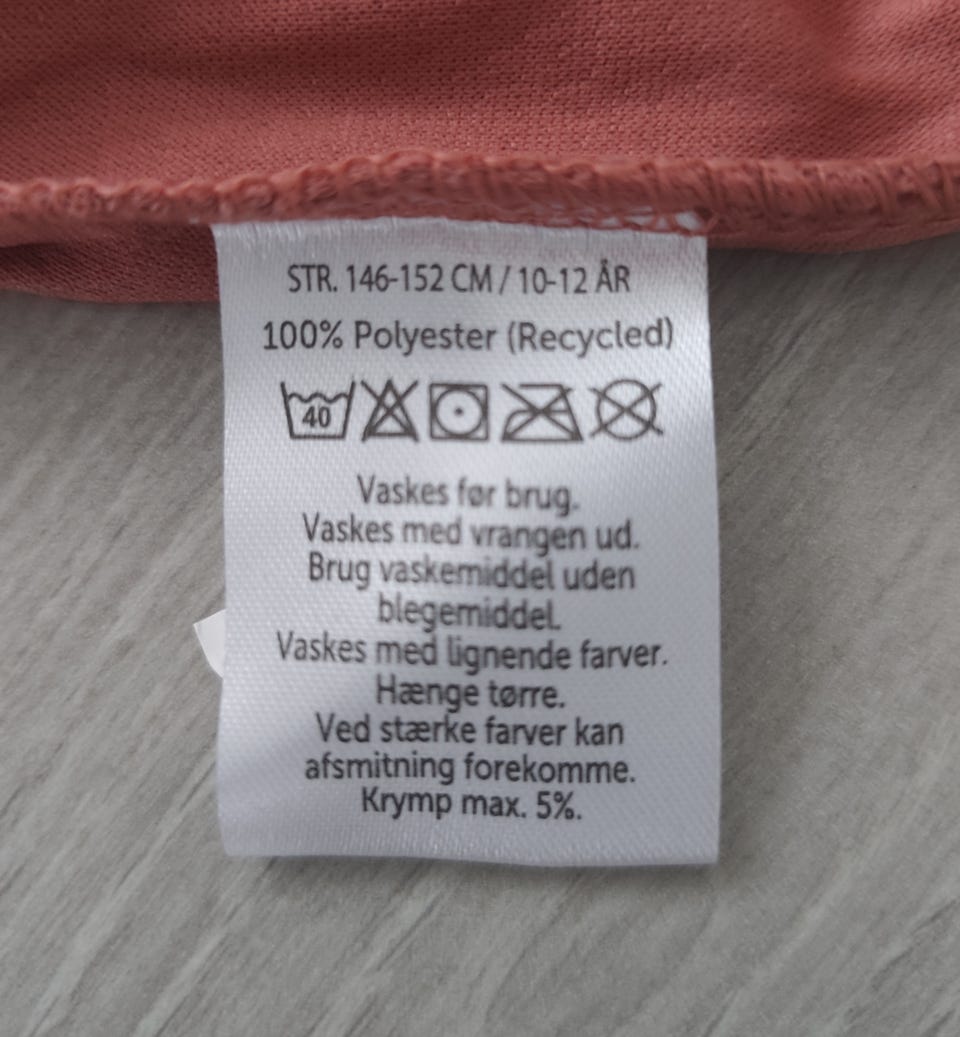 STR. 146-152 CM / 10-12 ÅR
100% Polyester (Recycled)
40
Vaskes før brug.
Vaskes med vrangen ud.
Brug vaskemiddel uden
blegemiddel.
Vaskes med lignende farver.
Hænge tørre.
Ved stærke farver kan
afsmitning forekomme.
Krymp max. 5%.